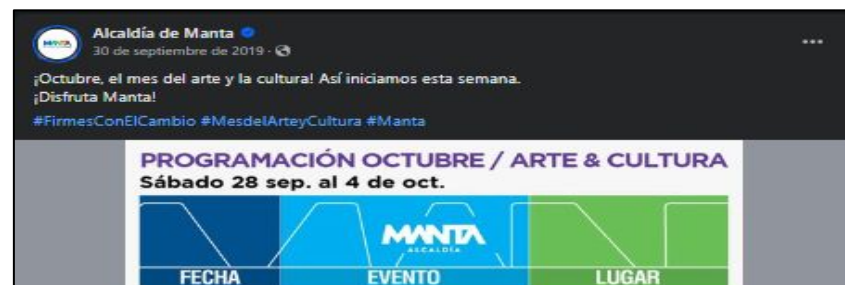 Alcaldía de Manta
30 de septiembre de 2019 ·
¡Octubre, el mes del arte y la cultura! Así iniciamos esta semana.
¡Disfruta Manta!
#FirmesConElCambio #MesdelArteyCultura #Manta
PROGRAMACIÓN OCTUBRE / ARTE & CULTURA
Sábado 28 sep. al 4 de oct.
MANTA
ALCALDÍA
FECHA EVENTO LUGAR